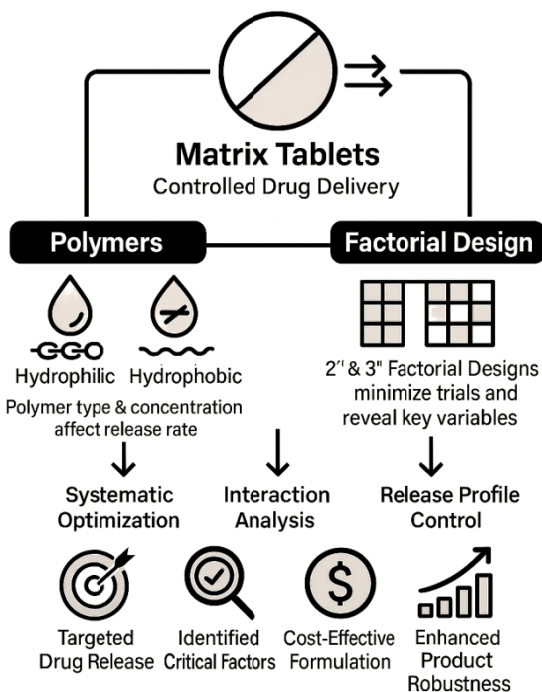 Matrix Tablets
Controlled Drug Delivery
Polymers
Factorial Design
Hydrophilic
Hydrophobic
Polymer type & concentration
affect release rate
2ⁿ & 3ⁿ Factorial Designs
minimize trials and
reveal key variables
Systematic
Optimization
Interaction
Analysis
Release Profile
Control
Targeted
Drug Release
Identified
Critical Factors
$
Cost-Effective
Formulation
Enhanced
Product
Robustness